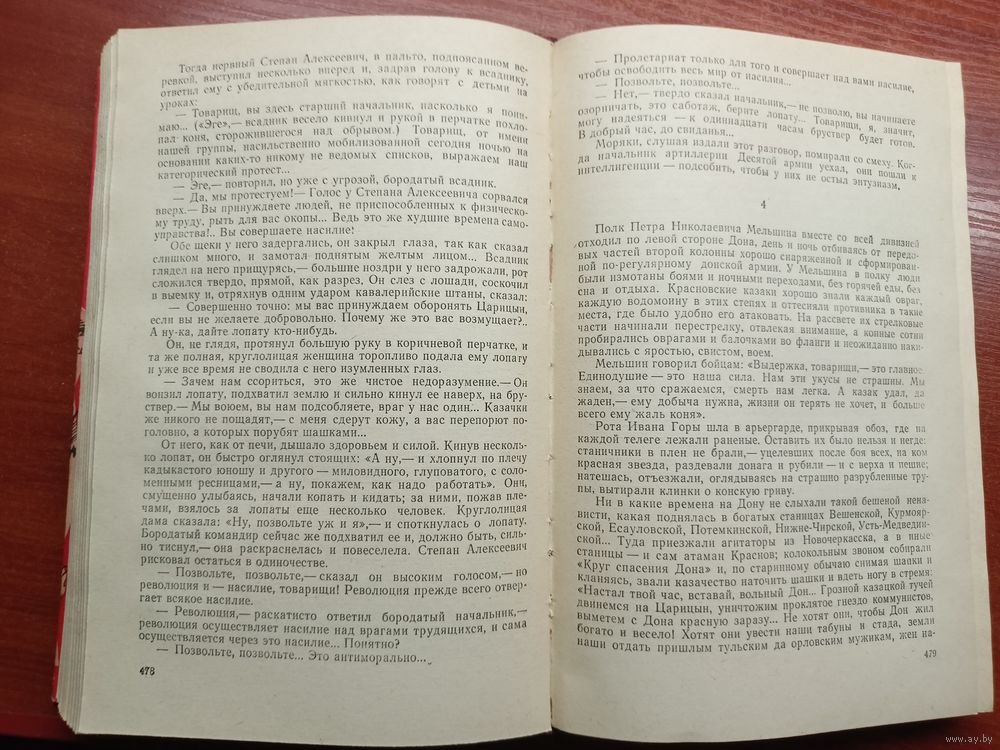 Тогда нервный Степан Алексеевич, в пальто, подпоясанном ве-
ревкой, выступил несколько вперед и, задрав голову к всаднику,
ответил ему с убедительной мягкостью, как говорят с детьми на
уроках:
— Товарищ, вы здесь старший начальник, насколько я пони-
маю... («Эге»,— всадник весело кивнул и рукой в перчатке похло-
пал коня, сторожившегося над обрывом.) Товарищ, от имени
нашей группы, насильственно мобилизованной сегодня ночью на
основании каких-то никому не ведомых списков, выражаем наш
категорический протест...
— Эге,— повторил, но уже с угрозой, бородатый всадник.
— Да, мы протестуем!— Голос у Степана Алексеевича сорвался
вверх.— Вы принуждаете людей, не приспособленных к физическо-
му труду, рыть для вас окопы... Ведь это же худшие времена само-
управства!.. Вы совершаете насилие!
Обе щеки у него задергались, он закрыл глаза, так как сказал
слишком много, и замотал поднятым желтым лицом... Всадник
глядел на него прищурясь,— большие ноздри у него задрожали, рот
сложился твердо, прямой, как разрез. Он слез с лошади, соскочил
в выемку и, отряхнув одним ударом кавалерийские штаны, сказал:
— Совершенно точно: мы вас принуждаем оборонять Царицын,
если вы не желаете добровольно. Почему же это вас возмущает?..
А ну-ка, дайте лопату кто-нибудь.
Он, не глядя, протянул большую руку в коричневой перчатке, и
та же полная, круглолицая женщина торопливо подала ему лопату
и уже все время не сводила с него изумленных глаз.
— Зачем нам ссориться, это же чистое недоразумение.— Он
вонзил лопату, подхватил землю и сильно кинул ее наверх, на бру-
ствер.— Мы воюем, вы нам подсобляете, враг у нас один... Казачки
же никого не пощадят,— с меня сдерут кожу, а вас перепорют по-
головно, а которых порубят шашками...
От него, как от печи, дышало здоровьем и силой. Кинув несколь-
ко лопат, он быстро оглянул стоящих: «А ну,— и хлопнул по плечу
кадыкастого юношу и другого — миловидного, глуповатого, с соло-
менными ресницами,— а ну, покажем, как надо работать». Они,
смущенно улыбаясь, начали копать и кидать; за ними, пожав пле-
чами, взялось за лопаты еще несколько человек. Круглолицая
дама сказала: «Ну, позвольте уж и я»,— и споткнулась о лопату.
Бородатый командир сейчас же подхватил ее и, должно быть, силь-
но тиснул,— она раскраснелась и повеселела. Степан Алексеевич
рисковал остаться в одиночестве.
— Позвольте, позвольте,— сказал он высоким голосом,— но
революция и — насилие, товарищи! Революция прежде всего отвер-
гает всякое насилие.
— Революция,— раскатисто ответил бородатый начальник,—
революция осуществляет насилие над врагами трудящихся, и сама
осуществляется через это насилие... Понятно?
— Позвольте, позвольте... Это антиморально...
478
— Пролетариат только для того и совершает над вами насилие,
чтобы освободить весь мир от насилия...
— Позвольте, позвольте...
— Нет,— твердо сказал начальник,— не позволю, вы начинаете
озорничать, это саботаж, берите лопату... Товарищи, я, значит,
могу надеяться — к одиннадцати часам бруствер будет готов.
В добрый час, до свиданья...
Моряки, слушая издали этот разговор, помирали со смеху. Ког-
да начальник артиллерии Десятой армии уехал, они пошли к
интеллигенции — подсобить, чтобы у них не остыл энтузиазм.
4
Полк Петра Николаевича Мельшина вместе со всей дивизией
отходил по левой стороне Дона, день и ночь отбиваясь от передо-
вых частей второй колонны хорошо снаряженной и сформирован-
ной по-регулярному донской армии. У Мельшина в полку люди
были измотаны боями и ночными переходами, без горячей еды, без
сна и отдыха. Красновские казаки хорошо знали каждый овраг,
каждую водомоину в этих степях и оттесняли противника в такие
места, где было удобно его атаковать. На рассвете их стрелковые
части начинали перестрелку, отвлекая внимание, а конные сотни
пробирались оврагами и балочками во фланги и неожиданно наки-
дывались с яростью, свистом, воем.
Мельшин говорил бойцам: «Выдержка, товарищи,— это главное.
Единодушие — это наша сила. Нам эти укусы не страшны. Мы
знаем, за что сражаемся, смерть нам легка. А казак удал, да
жаден,— ему добыча нужна, жизни он терять не хочет, и больше
всего ему жаль коня».
Рота Ивана Горы шла в арьергарде, прикрывая обоз, где на
каждой телеге лежали раненые. Оставить их было нельзя и негде:
станичники в плен не брали,— уцелевших после боя всех, на ком
красная звезда, раздевали донага и рубили — и с верха и пешие;
натешась, отъезжали, оглядываясь на страшно разрубленные тру-
пы, вытирали клинки о конскую гриву.
Ни в какие времена на Дону не слыхали такой бешеной нена-
висти, какая поднялась в богатых станицах Вешенской, Курмояр-
ской, Есауловской, Потемкинской, Нижне-Чирской, Усть-Медведин-
ской... Туда приезжали агитаторы из Новочеркасска, а в иные
станицы — и сам атаман Краснов; колокольным звоном собирали
«Круг спасения Дона» и, по старинному обычаю снимая шашки и
кланяясь, звали казачество наточить шашки и вдеть ногу в стремя:
«Настал твой час, вставай, вольный Дон... Грозной казацкой тучей
двинемся на Царицын, уничтожим проклятое гнездо коммунистов,
выметем с Дона красную заразу... Не хотят они, чтобы Дон жил
богато и весело! Хотят они увести наши табуны и стада, земли
наши отдать пришлым тульским да орловским мужикам, жен на-
479
www.ay.by